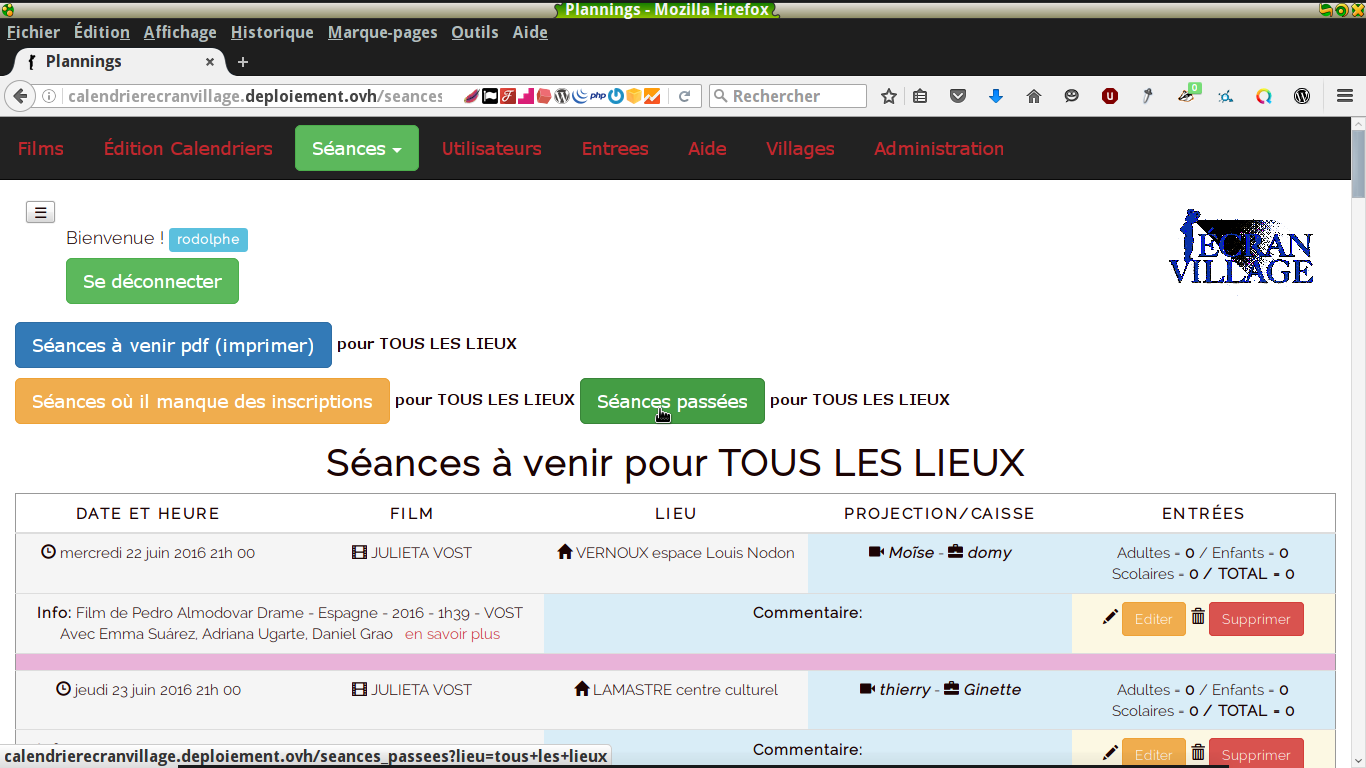 Plannings - Mozilla Firefox
Fichier Édition Affichage Historique Marque-pages Outils Aide
Plannings × +
calendrierecranvillage.deploiement.ovh/seances php Rechercher 0
Films Édition Calendriers Séances Utilisateurs Entrees Aide Villages Administration
Bienvenue ! rodolphe
Se déconnecter
ÉCRAN
VILLAGE
Séances à venir pdf (imprimer) pour TOUS LES LIEUX
Séances où il manque des inscriptions pour TOUS LES LIEUX Séances passées pour TOUS LES LIEUX
Séances à venir pour TOUS LES LIEUX
DATE ET HEURE FILM LIEU PROJECTION/CAISSE ENTRÉES
mercredi 22 juin 2016 21h 00 JULIETA VOST VERNOUX espace Louis Nodon Moïse - domy Adultes = 0 / Enfants = 0
Scolaires = 0 / TOTAL = 0
Info: Film de Pedro Almodovar Drame - Espagne - 2016 - 1h39 - VOST
Avec Emma Suárez, Adriana Ugarte, Daniel Grao en savoir plus
Commentaire:
Editer Supprimer
jeudi 23 juin 2016 21h 00 JULIETA VOST LAMASTRE centre culturel thierry - Ginette Adultes = 0 / Enfants = 0
Scolaires = 0 / TOTAL = 0
Commentaire:
Editer Supprimer
calendrierecranvillage.deploiement.ovh/seances_passees?lieu=tous+les+lieux